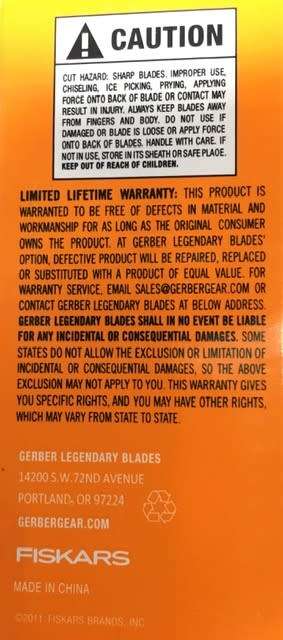 CAUTION
CUT HAZARD: SHARP BLADES. IMPROPER USE,
CHISELING, ICE PICKING, PRYING, APPLYING
FORCE ONTO BACK OF BLADE OR CONTACT MAY
RESULT IN INJURY. ALWAYS KEEP BLADES AWAY
FROM FINGERS AND BODY. DO NOT USE IF
DAMAGED OR BLADE IS LOOSE OR APPLY FORCE
ONTO BACK OF BLADES. HANDLE WITH CARE. IF
NOT IN USE, STORE IN ITS SHEATH OR SAFE PLAOE.
KEEP OUT OF REACH OF CHILDREN.
LIMITED LIFETIME WARRANTY: THIS PRODUCT IS
WARRANTED TO BE FREE OF DEFECTS IN MATERIAL AND
WORKMANSHIP FOR AS LONG AS THE ORIGINAL CONSUMER
OWNS THE PRODUCT. AT GERBER LEGENDARY BLADES'
OPTION, DEFECTIVE PRODUCT WILL BE REPAIRED, REPLACED
OR SUBSTITUTED WITH A PRODUCT OF EQUAL VALUE. FOR
WARRANTY SERVICE, EMAIL SALES@GERBERGEAR.COM OR
CONTACT GERBER LEGENDARY BLADES AT BELOW ADDRESS.
GERBER LEGENDARY BLADES SHALL IN NO EVENT BE LIABLE
FOR ANY INCIDENTAL OR CONSEQUENTIAL DAMAGES. SOME
STATES DO NOT ALLOW THE EXCLUSION OR LIMITATION OF
INCIDENTAL OR CONSEQUENTIAL DAMAGES, SO THE ABOVE
EXCLUSION MAY NOT APPLY TO YOU. THIS WARRANTY GIVES
YOU SPECIFIC RIGHTS, AND YOU MAY HAVE OTHER RIGHTS,
WHICH MAY VARY FROM STATE TO STATE.
GERBER LEGENDARY BLADES
14200 S.W. 72ND AVENUE
PORTLAND, OR 97224
GERBERGEAR.COM
FISKARS
MADE IN CHINA
©2011 FISKARS BRANDS, INC.